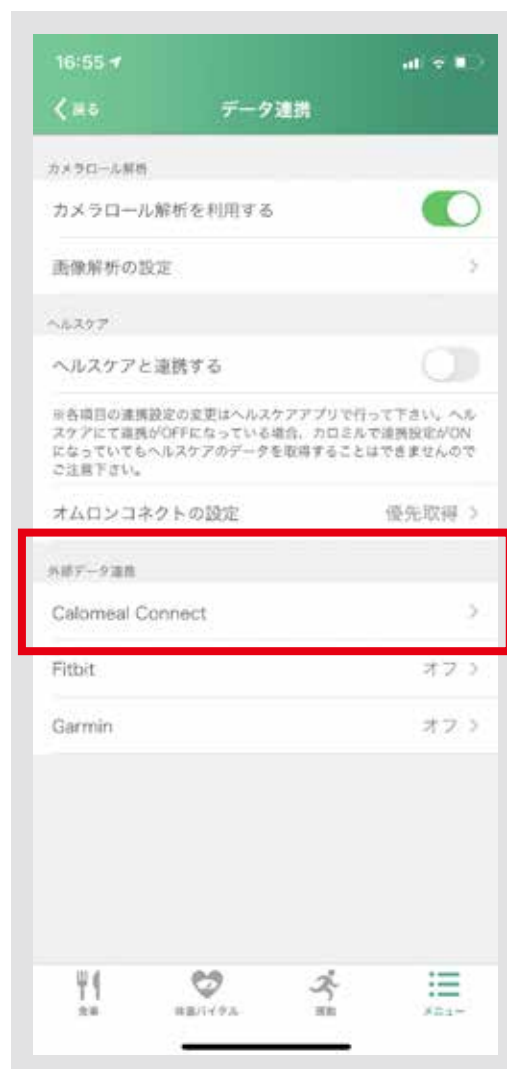 16:55
戻る
データ連携
カメラロール解析
カメラロール解析を利用する
画像解析の設定
ヘルスケア
ヘルスケアと連携する
※各項目の連携設定の変更はヘルスケアアプリで行って下さい。ヘル
スケアにて連携がOFFになっている場合、カロミルで連携設定がON
になっていてもヘルスケアのデータを取得することはできませんので
ご注意下さい。
オムロンコネクトの設定 優先取得
外部データ連携
Calomeal Connect
Fitbit オフ
Garmin オフ
食事 体重/バイタル 運動 メニュー